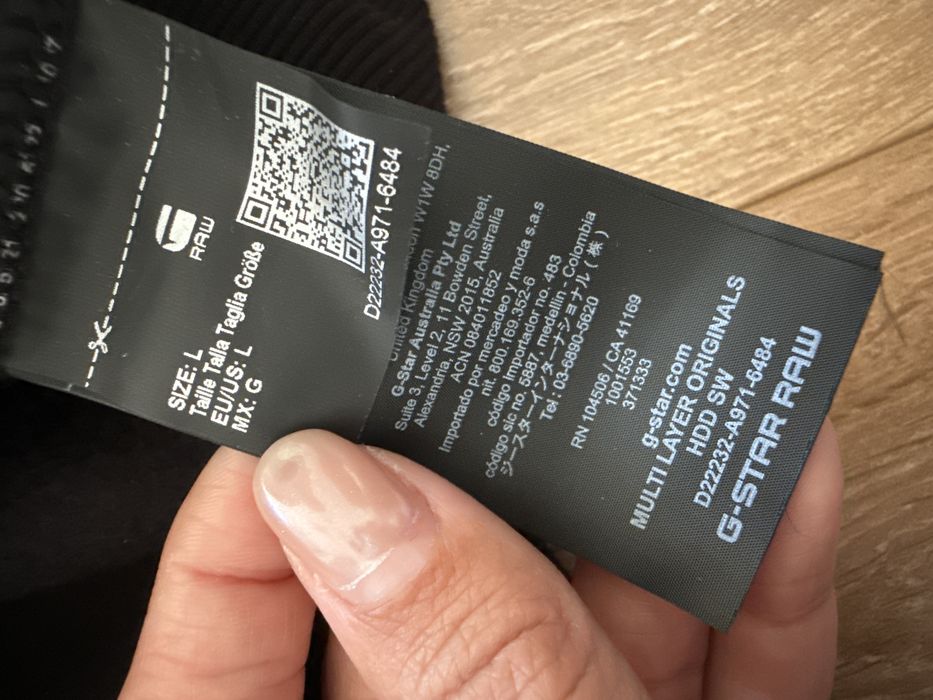 RAW
SIZE: L
Taille Talla Taglia Größe
EU/US: L
MX: G
D22232-A971-6484
United Kingdom W1W 8DH,
G-Star Australia Pty Ltd
Suite 3, Level 2, 11 Bowden Street,
Alexandria, NSW 2015, Australia
ACN 084011852
Importado por mercadeo y moda s.a.s
nit. 800.169.352-6
código Importador no. 483
código sic no. 5887. medellin - Colombia
ジースターインターナショナル(株)
Tel : 03-6890-5620
RN 104506 / CA 41169
1001553
371333
g-star.com
MULTI LAYER ORIGINALS
HDD SW
D22232-A971-6484
G-STAR RAW